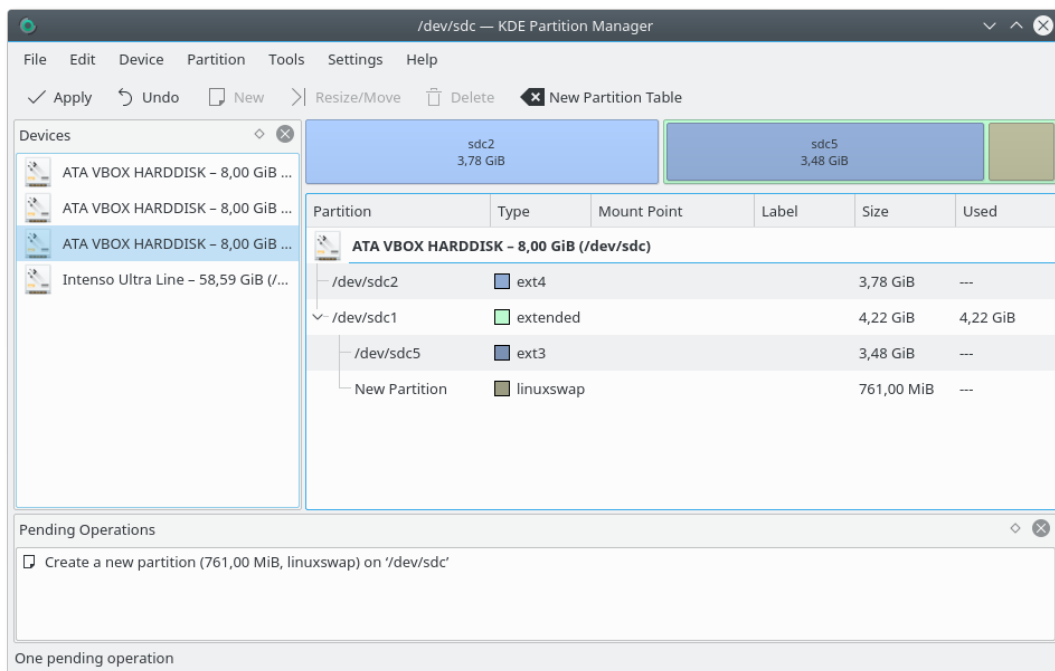 /dev/sdc — KDE Partition Manager
File Edit Device Partition Tools Settings Help
Apply Undo New Resize/Move Delete New Partition Table
Devices
ATA VBOX HARDDISK – 8,00 GiB ...
ATA VBOX HARDDISK – 8,00 GiB ...
ATA VBOX HARDDISK – 8,00 GiB ...
Intenso Ultra Line – 58,59 GiB (/...
sdc2
3,78 GiB
sdc5
3,48 GiB
Partition Type Mount Point Label Size Used
ATA VBOX HARDDISK – 8,00 GiB (/dev/sdc)
/dev/sdc2 ext4 3,78 GiB ---
/dev/sdc1 extended 4,22 GiB 4,22 GiB
/dev/sdc5 ext3 3,48 GiB ---
New Partition linuxswap 761,00 MiB ---
Pending Operations
Create a new partition (761,00 MiB, linuxswap) on ‘/dev/sdc’
One pending operation